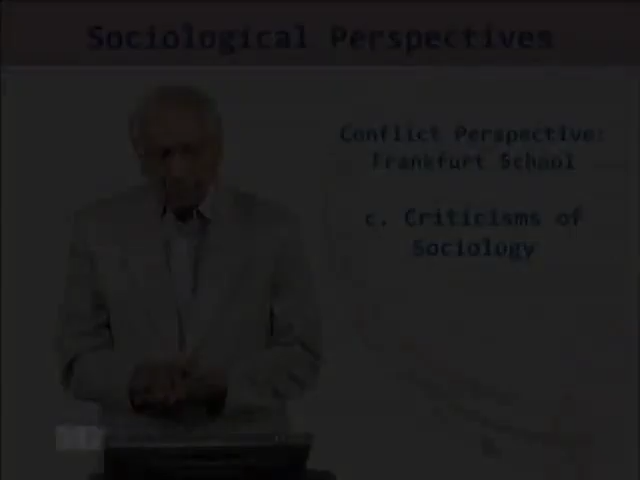 Sociological Perspectives
Conflict Perspective:
Frankfurt School
c. Criticisms of
Sociology